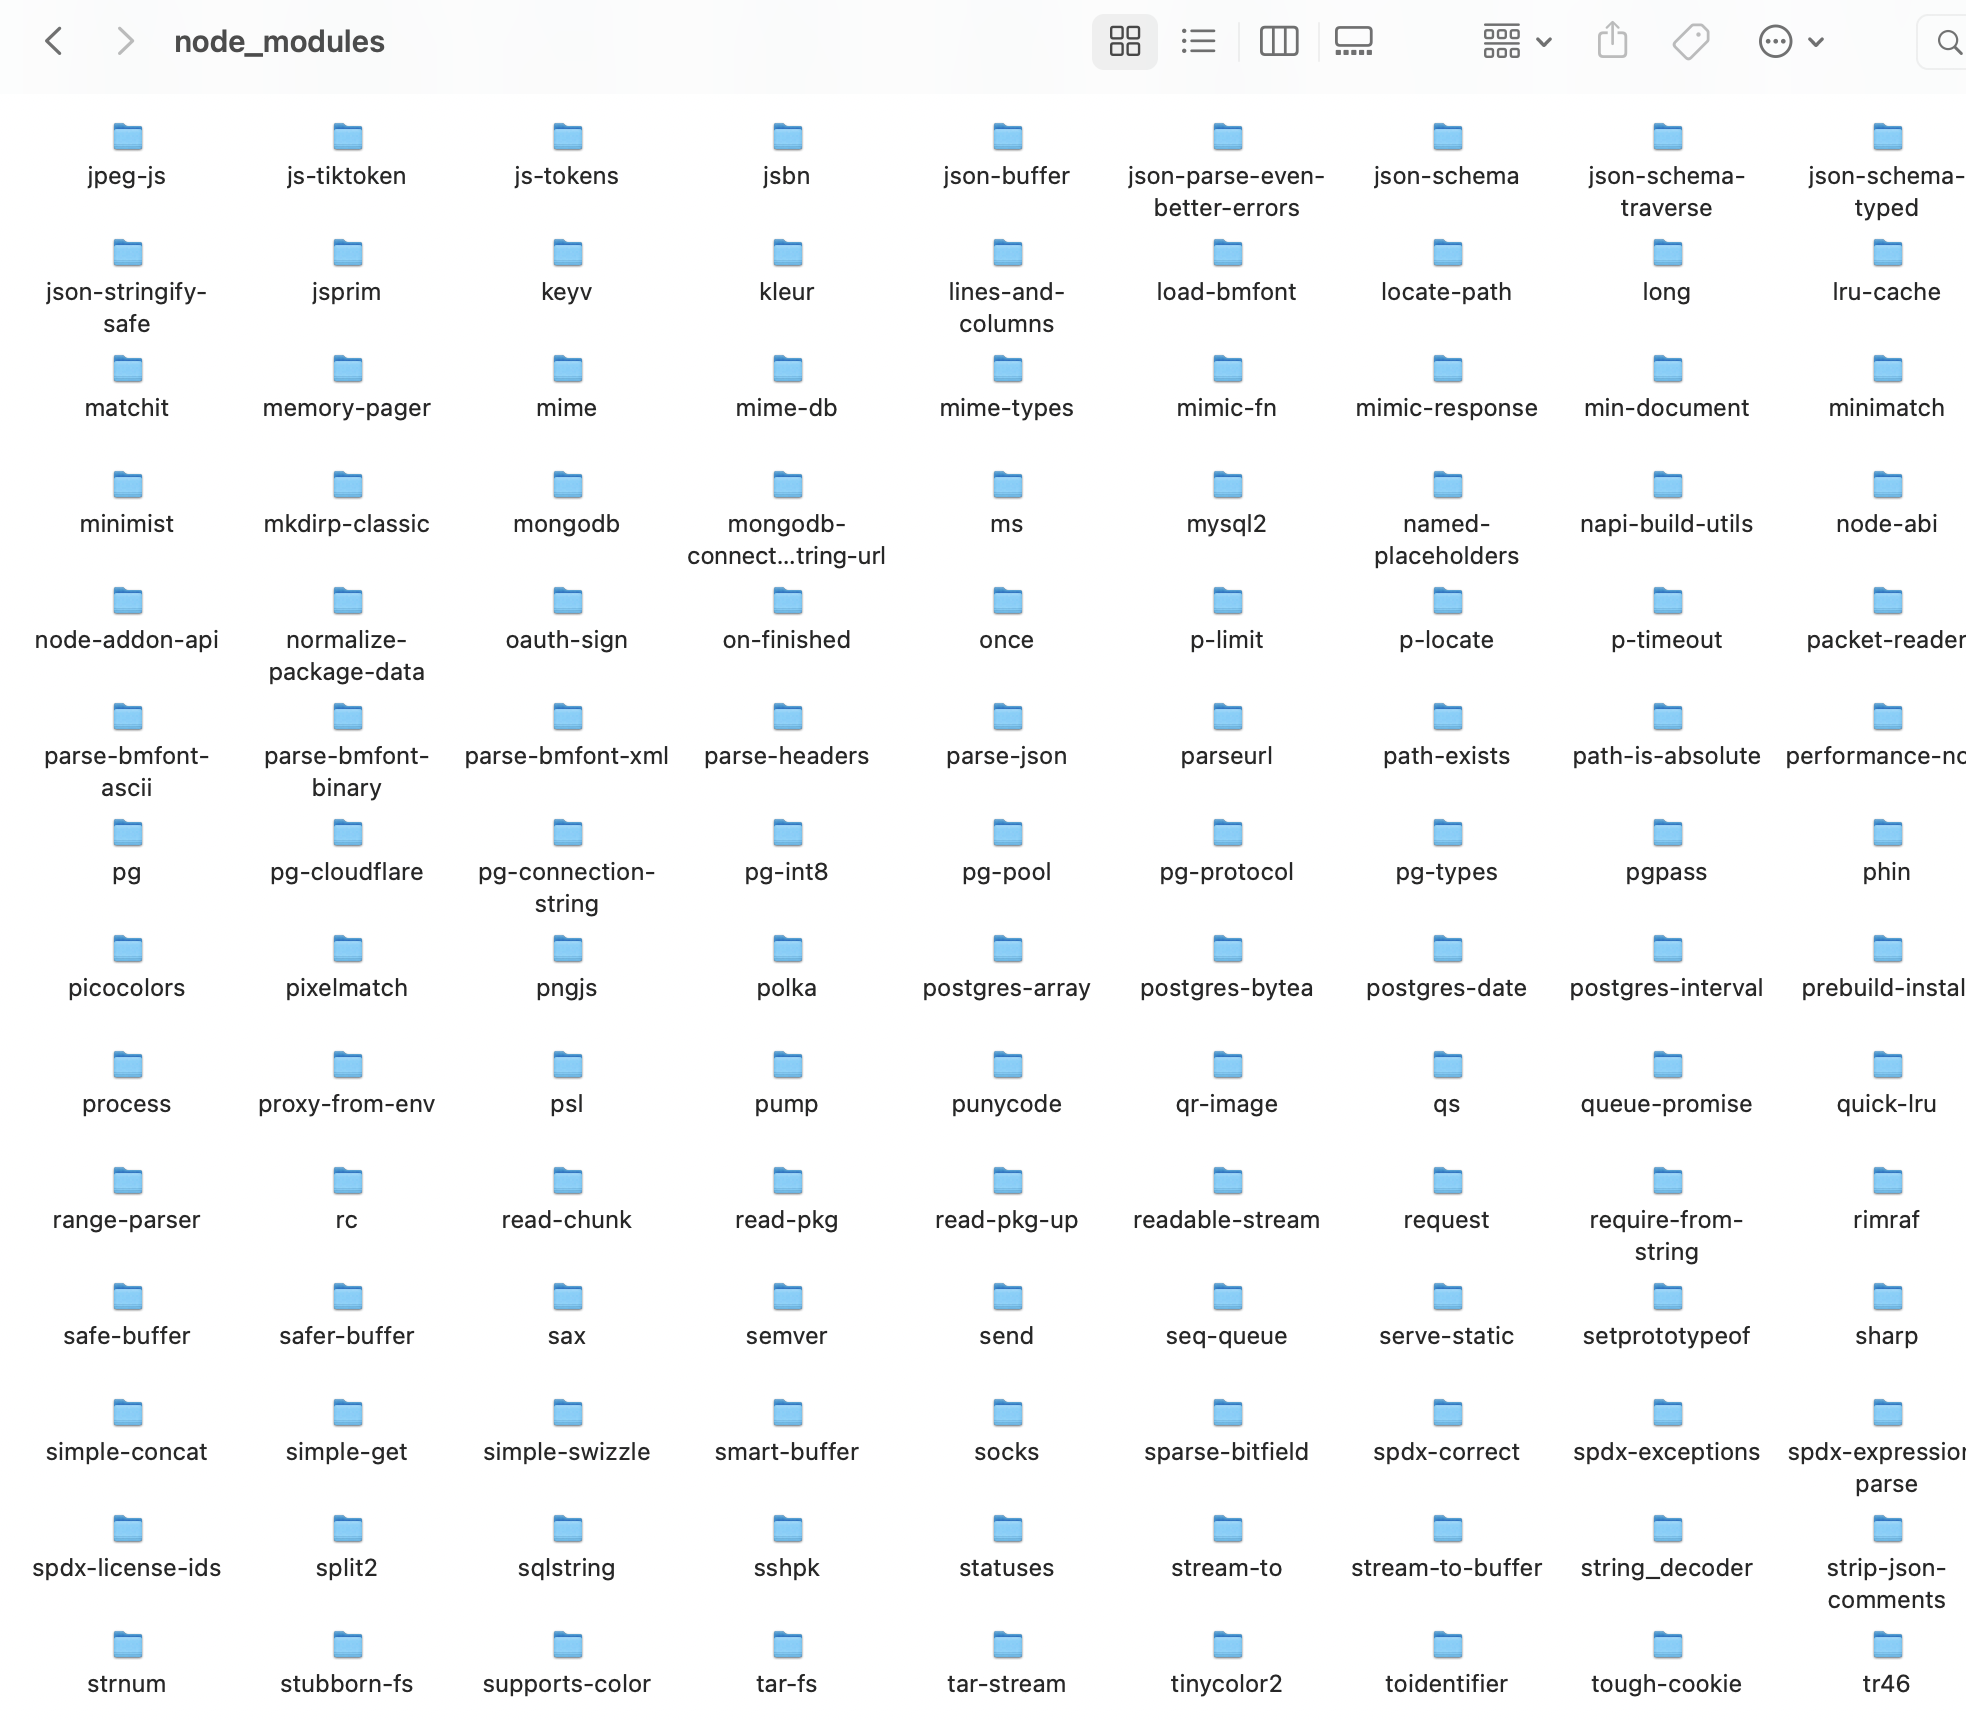 node_modules
jpeg-js js-tiktoken js-tokens jsbn json-buffer json-parse-even- json-schema json-schema- json-schema-
better-errors traverse typed
json-stringify- jsprim keyv kleur lines-and- load-bmfont locate-path long lru-cache
safe columns
matchit memory-pager mime mime-db mime-types mimic-fn mimic-response min-document minimatch
minimist mkdirp-classic mongodb mongodb- ms mysql2 named- napi-build-utils node-abi
connect...tring-url placeholders
node-addon-api normalize- oauth-sign on-finished once p-limit p-locate p-timeout packet-reader
package-data
parse-bmfont- parse-bmfont- parse-bmfont-xml parse-headers parse-json parseurl path-exists path-is-absolute performance-no
ascii binary
pg pg-cloudflare pg-connection- pg-int8 pg-pool pg-protocol pg-types pgpass phin
string
picocolors pixelmatch pngjs polka postgres-array postgres-bytea postgres-date postgres-interval prebuild-instal
process proxy-from-env psl pump punycode qr-image qs queue-promise quick-lru
range-parser rc read-chunk read-pkg read-pkg-up readable-stream request require-from- rimraf
string
safe-buffer safer-buffer sax semver send seq-queue serve-static setprototypeof sharp
simple-concat simple-get simple-swizzle smart-buffer socks sparse-bitfield spdx-correct spdx-exceptions spdx-expression
parse
spdx-license-ids split2 sqlstring sshpk statuses stream-to stream-to-buffer string_decoder strip-json-
comments
strnum stubborn-fs supports-color tar-fs tar-stream tinycolor2 toidentifier tough-cookie tr46